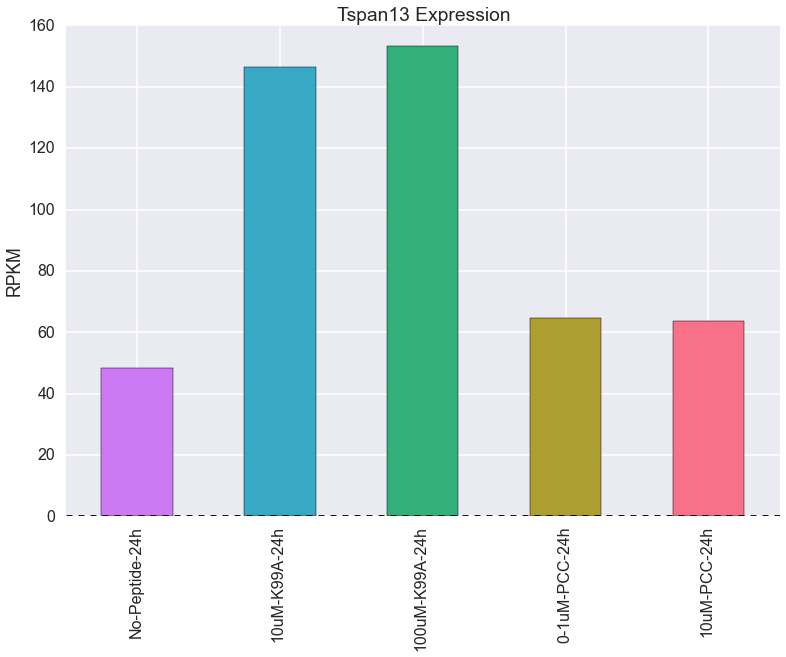 Tspan13 Expression
RPKM
160
140
120
100
80
60
40
20
0
No-Peptide-24h
10uM-K99A-24h
100uM-K99A-24h
0-1uM-PCC-24h
10uM-PCC-24h